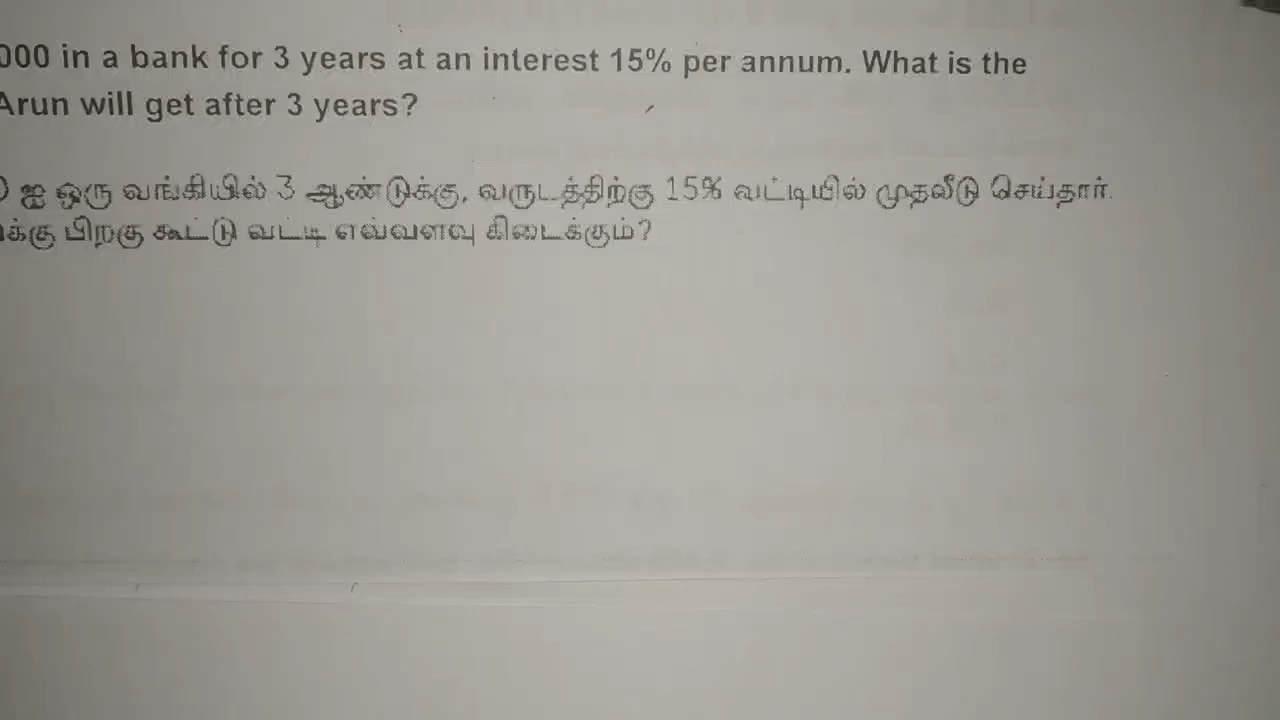 000 in a bank for 3 years at an interest 15% per annum. What is the
Arun will get after 3 years?
ஐ ஒரு வங்கியில் 3 ஆண்டுக்கு, வருடத்திற்கு 15% வட்டியில் முதலீடு செய்தார்.
க்கு பிறகு கூட்டு வட்டி எவ்வளவு கிடைக்கும்?